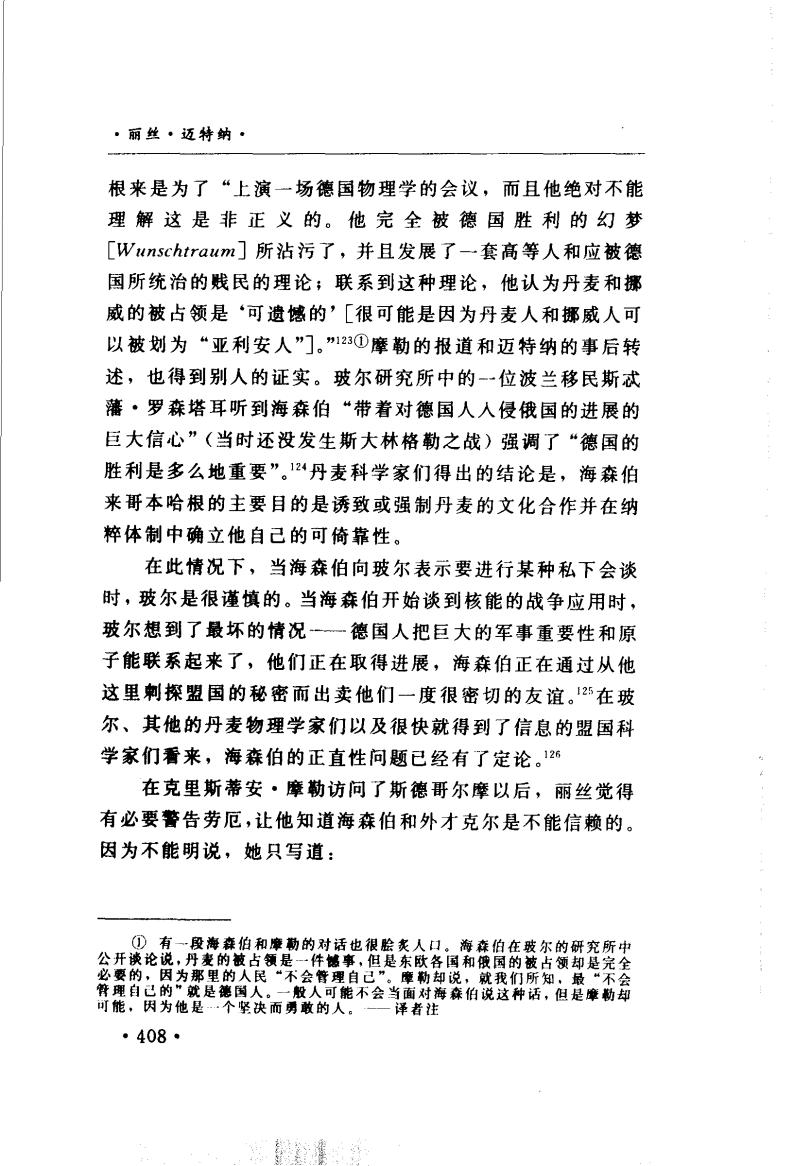 ·丽丝·迈特纳·
根来是为了“上演一场德国物理学的会议，而且他绝对不能
理解这是非正义的。他完全被德国胜利的幻梦
[Wunschtraum]所沾污了，并且发展了一套高等人和应被德
国所统治的贱民的理论；联系到这种理论，他认为丹麦和挪
威的被占领是‘可遗憾的’[很可能是因为丹麦人和挪威人可
以被划为“亚利安人”]。”123①摩勒的报道和迈特纳的事后转
述，也得到别人的证实。玻尔研究所中的一位波兰移民斯忒
藩·罗森塔耳听到海森伯“带着对德国人入侵俄国的进展的
巨大信心”（当时还没发生斯大林格勒之战）强调了“德国的
胜利是多么地重要”。124丹麦科学家们得出的结论是，海森伯
来哥本哈根的主要目的是诱致或强制丹麦的文化合作并在纳
粹体制中确立他自己的可倚靠性。
在此情况下，当海森伯向玻尔表示要进行某种私下会谈
时，玻尔是很谨慎的。当海森伯开始谈到核能的战争应用时，
玻尔想到了最坏的情况——德国人把巨大的军事重要性和原
子能联系起来了，他们正在取得进展，海森伯正在通过从他
这里刺探盟国的秘密而出卖他们一度很密切的友谊。125在玻
尔、其他的丹麦物理学家们以及很快就得到了信息的盟国科
学家们看来，海森伯的正直性问题已经有了定论。126
在克里斯蒂安·摩勒访问了斯德哥尔摩以后，丽丝觉得
有必要警告劳厄，让他知道海森伯和外才克尔是不能信赖的。
因为不能明说，她只写道：
① 有一段海森伯和摩勒的对话也很脍炙人口。海森伯在玻尔的研究所中
公开谈论说，丹麦的被占领是一件憾事，但是东欧各国和俄国的被占领却是完全
必要的，因为那里的人民“不会管理自己”。摩勒却说，就我们所知，最“不会
管理自己的”就是德国人。一般人可能不会当面对海森伯说这种话，但是摩勒却
可能，因为他是一个坚决而勇敢的人。——译者注
·408·